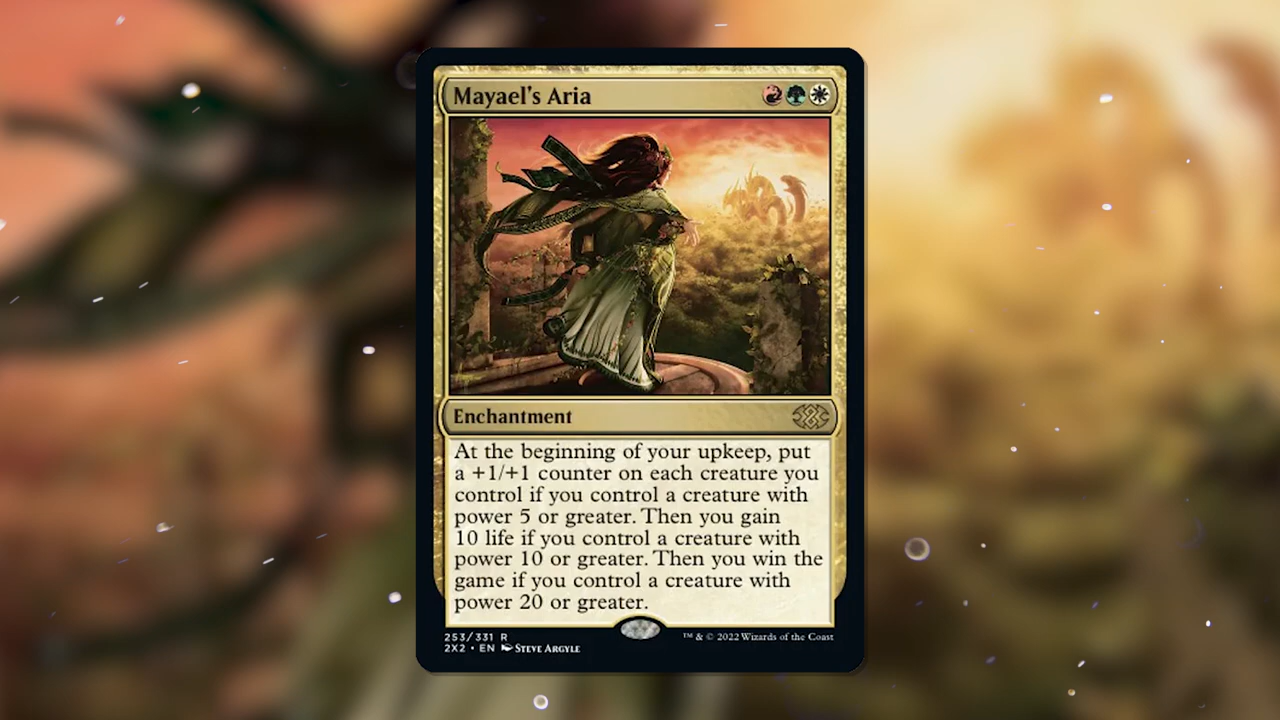 Mayael's Aria
Enchantment
At the beginning of your upkeep, put
a +1/+1 counter on each creature you
control if you control a creature with
power 5 or greater. Then you gain
10 life if you control a creature with
power 10 or greater. Then you win the
game if you control a creature with
power 20 or greater.
253/331 R
™ & © 2022 Wizards of the Coast
2X2 • EN STEVE ARGYLE